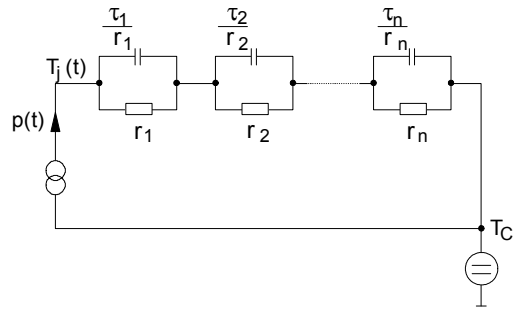 τ1/r1
τ2/r2
τn/rn
Tj(t)
r1
r2
rn
p(t)
TC